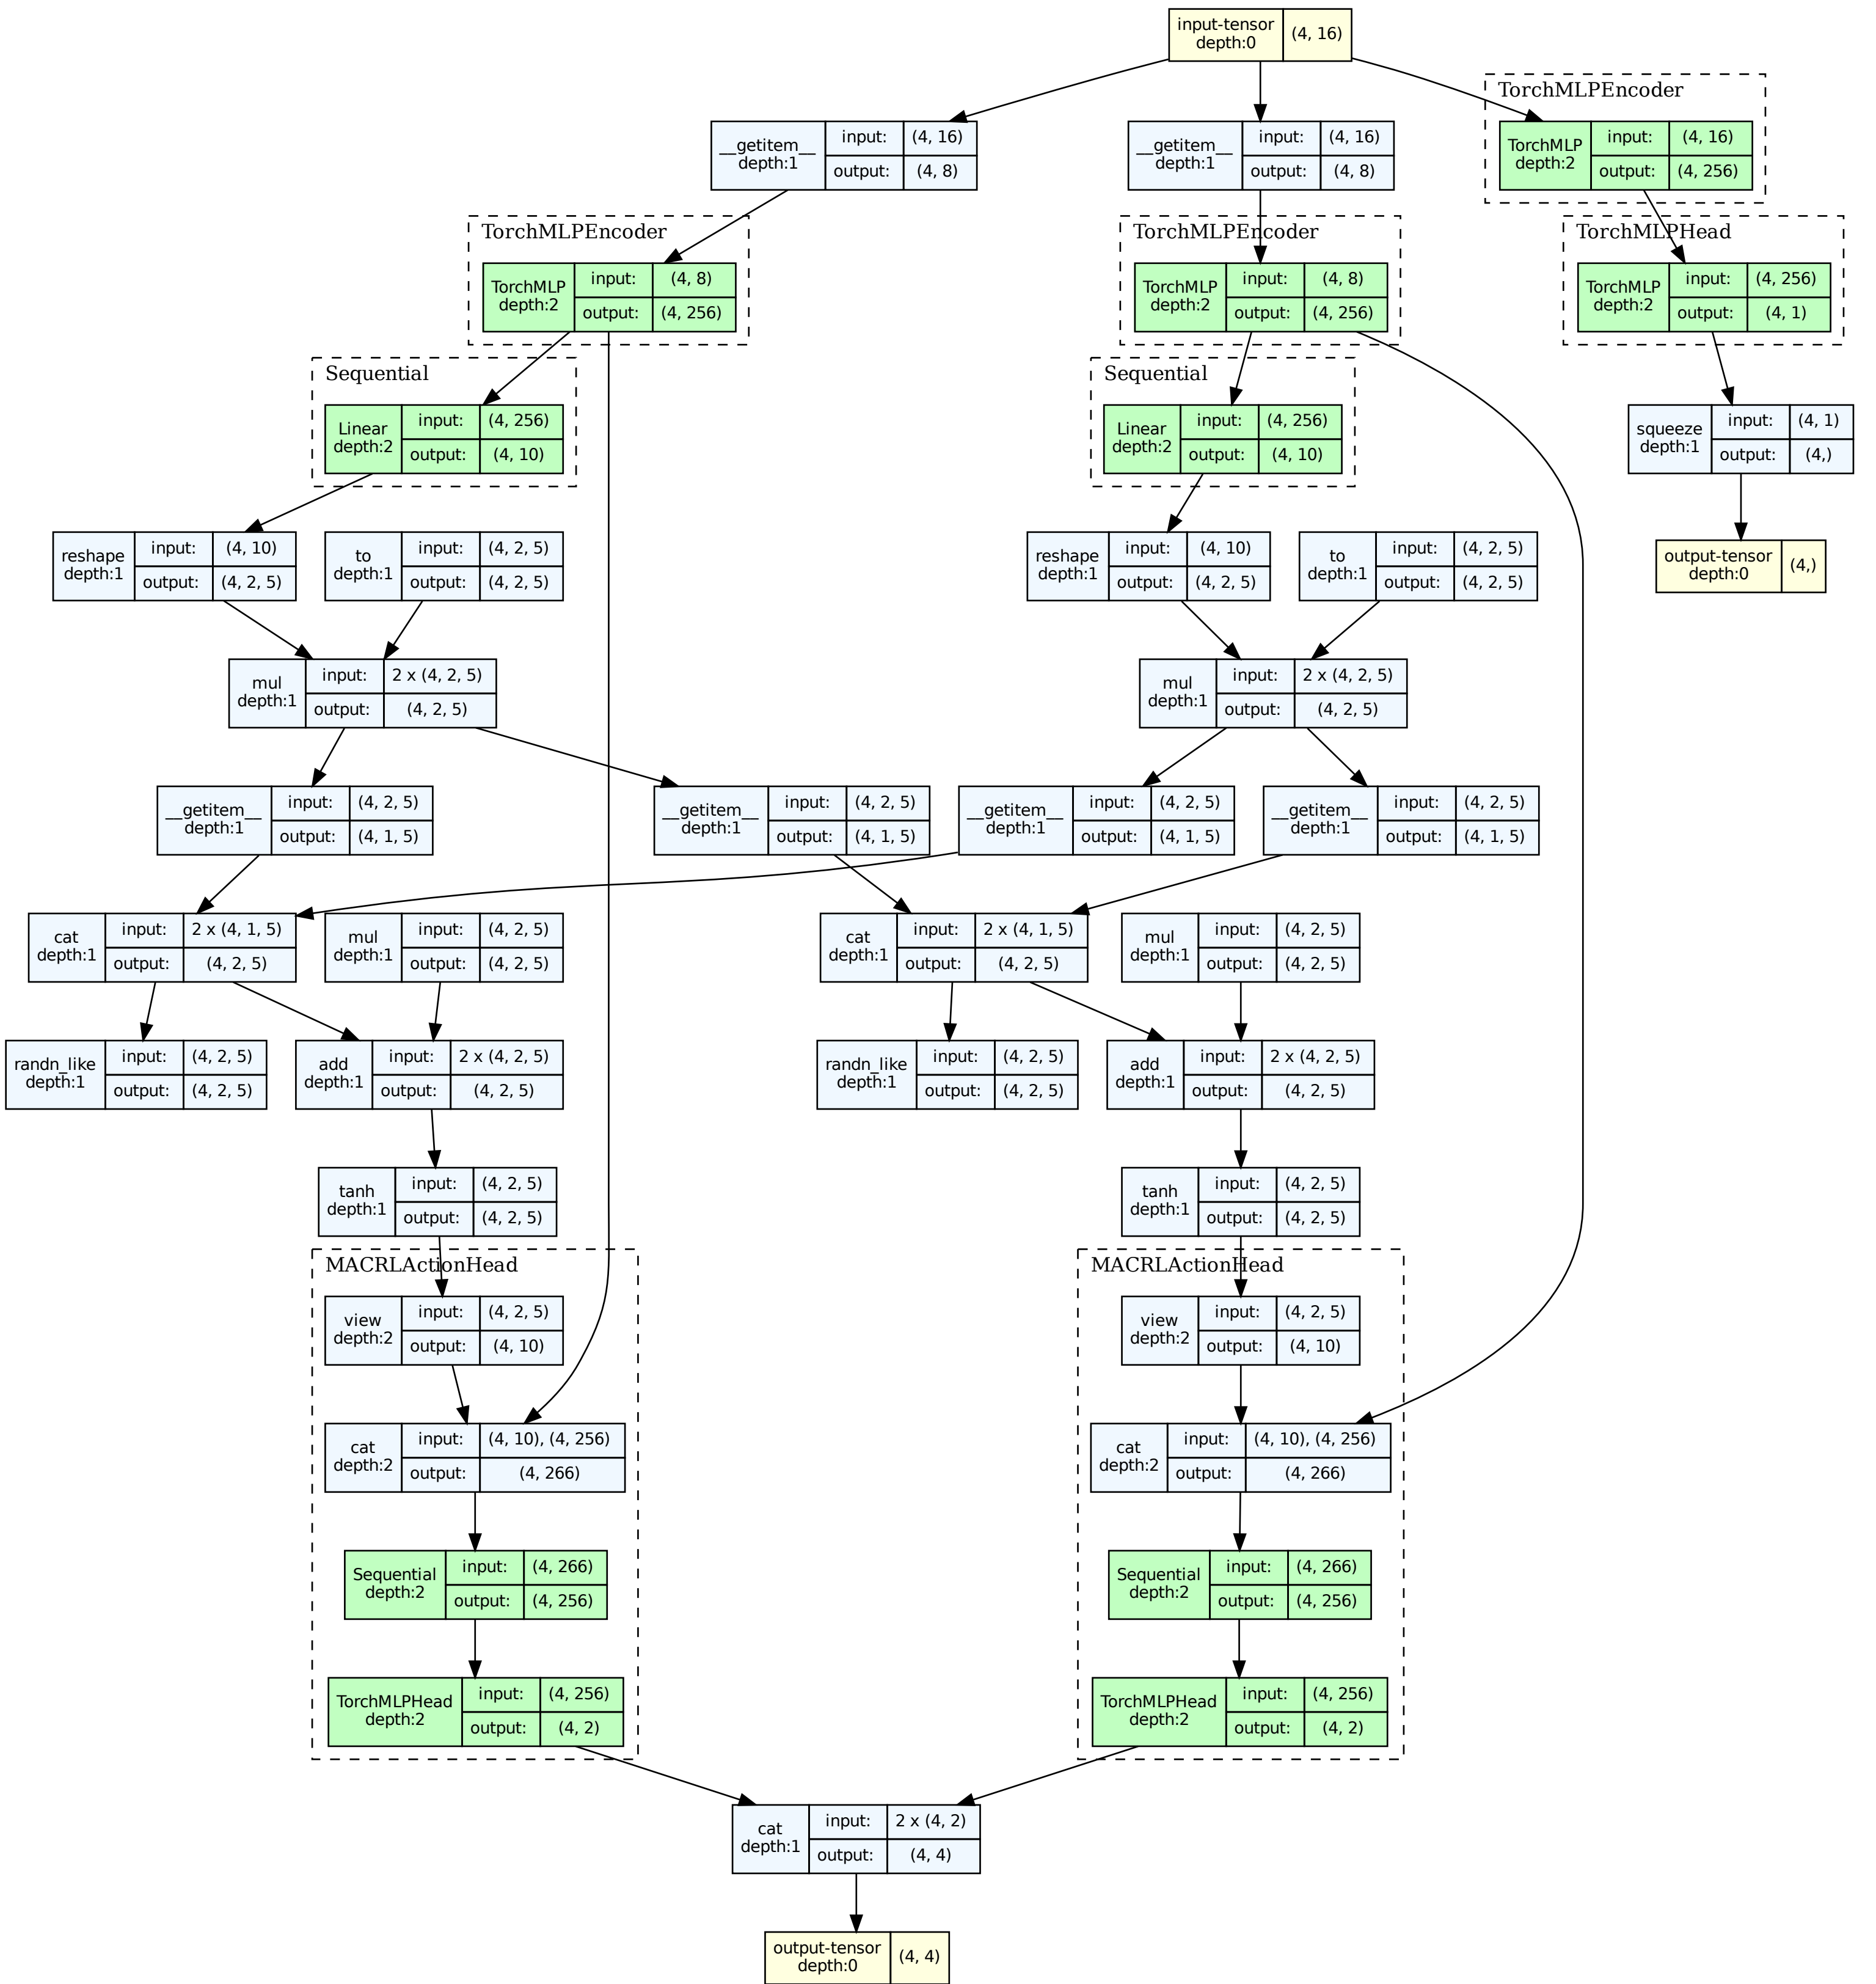 input-tensor
depth:0
(4, 16)
TorchMLPEncoder
__getitem__
depth:1
input:
(4, 16)
output:
(4, 8)
__getitem__
depth:1
input:
(4, 16)
output:
(4, 8)
TorchMLP
depth:2
input:
(4, 16)
output:
(4, 256)
TorchMLPEncoder
TorchMLP
depth:2
input:
(4, 8)
output:
(4, 256)
TorchMLPEncoder
TorchMLP
depth:2
input:
(4, 8)
output:
(4, 256)
TorchMLPHead
TorchMLP
depth:2
input:
(4, 256)
output:
(4, 1)
Sequential
Linear
depth:2
input:
(4, 256)
output:
(4, 10)
Sequential
Linear
depth:2
input:
(4, 256)
output:
(4, 10)
squeeze
depth:1
input:
(4, 1)
output:
(4,)
reshape
depth:1
input:
(4, 10)
output:
(4, 2, 5)
to
depth:1
input:
(4, 2, 5)
output:
(4, 2, 5)
reshape
depth:1
input:
(4, 10)
output:
(4, 2, 5)
to
depth:1
input:
(4, 2, 5)
output:
(4, 2, 5)
output-tensor
depth:0
(4,)
mul
depth:1
input:
2 x (4, 2, 5)
output:
(4, 2, 5)
mul
depth:1
input:
2 x (4, 2, 5)
output:
(4, 2, 5)
__getitem__
depth:1
input:
(4, 2, 5)
output:
(4, 1, 5)
__getitem__
depth:1
input:
(4, 2, 5)
output:
(4, 1, 5)
__getitem__
depth:1
input:
(4, 2, 5)
output:
(4, 1, 5)
__getitem__
depth:1
input:
(4, 2, 5)
output:
(4, 1, 5)
cat
depth:1
input:
2 x (4, 1, 5)
output:
(4, 2, 5)
mul
depth:1
input:
(4, 2, 5)
output:
(4, 2, 5)
cat
depth:1
input:
2 x (4, 1, 5)
output:
(4, 2, 5)
mul
depth:1
input:
(4, 2, 5)
output:
(4, 2, 5)
randn_like
depth:1
input:
(4, 2, 5)
output:
(4, 2, 5)
add
depth:1
input:
2 x (4, 2, 5)
output:
(4, 2, 5)
randn_like
depth:1
input:
(4, 2, 5)
output:
(4, 2, 5)
add
depth:1
input:
2 x (4, 2, 5)
output:
(4, 2, 5)
tanh
depth:1
input:
(4, 2, 5)
output:
(4, 2, 5)
tanh
depth:1
input:
(4, 2, 5)
output:
(4, 2, 5)
MACRLActionHead
view
depth:2
input:
(4, 2, 5)
output:
(4, 10)
MACRLActionHead
view
depth:2
input:
(4, 2, 5)
output:
(4, 10)
cat
depth:2
input:
(4, 10), (4, 256)
output:
(4, 266)
cat
depth:2
input:
(4, 10), (4, 256)
output:
(4, 266)
Sequential
depth:2
input:
(4, 266)
output:
(4, 256)
Sequential
depth:2
input:
(4, 266)
output:
(4, 256)
TorchMLPHead
depth:2
input:
(4, 256)
output:
(4, 2)
TorchMLPHead
depth:2
input:
(4, 256)
output:
(4, 2)
cat
depth:1
input:
2 x (4, 2)
output:
(4, 4)
output-tensor
depth:0
(4, 4)